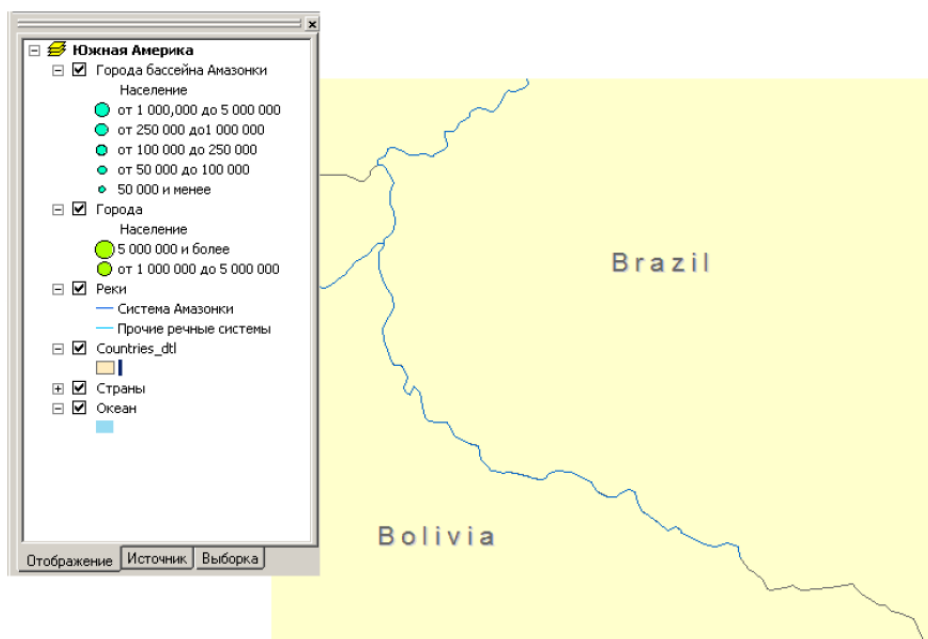 Южная Америка
Города бассейна Амазонки
Население
от 1 000,000 до 5 000 000
от 250 000 до1 000 000
от 100 000 до 250 000
от 50 000 до 100 000
50 000 и менее
Города
Население
5 000 000 и более
от 1 000 000 до 5 000 000
Реки
Система Амазонки
Прочие речные системы
Countries_dtl
Страны
Океан
Отображение Источник Выборка
Brazil
Bolivia